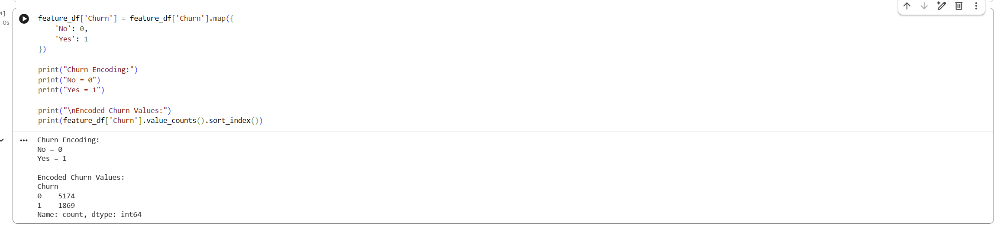 4]
0s
feature_df['Churn'] = feature_df['Churn'].map({
    'No': 0,
    'Yes': 1
})

print("Churn Encoding:")
print("No = 0")
print("Yes = 1")

print("\nEncoded Churn Values:")
print(feature_df['Churn'].value_counts().sort_index())

Churn Encoding:
No = 0
Yes = 1

Encoded Churn Values:
Churn
0    5174
1    1869
Name: count, dtype: int64